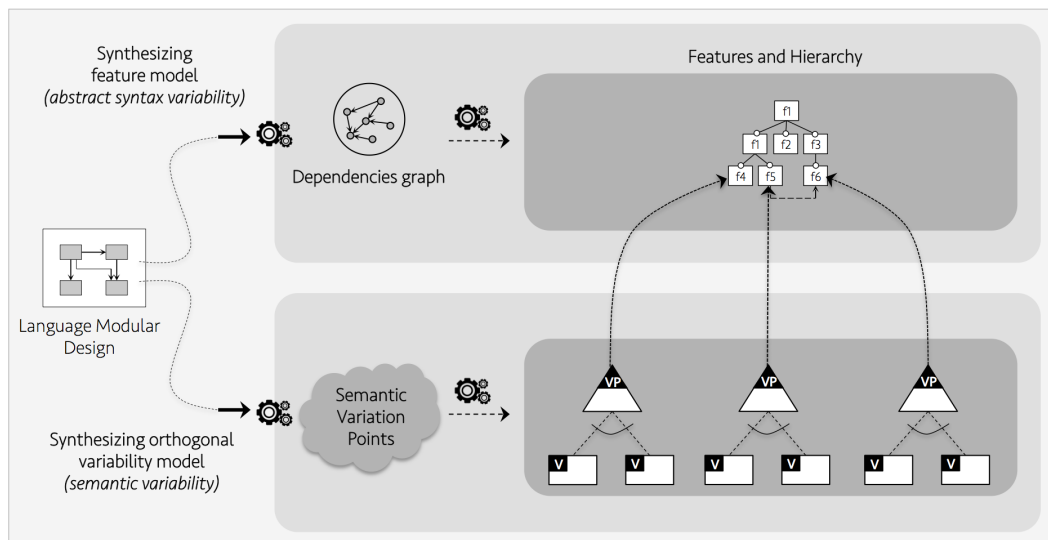 Synthesizing
feature model
(abstract syntax variability)
Dependencies graph
Features and Hierarchy
f1
f1 f2 f3
f4 f5 f6
Language Modular
Design
Synthesizing orthogonal
variability model
(semantic variability)
Semantic
Variation
Points
VP VP VP
V V V V V V